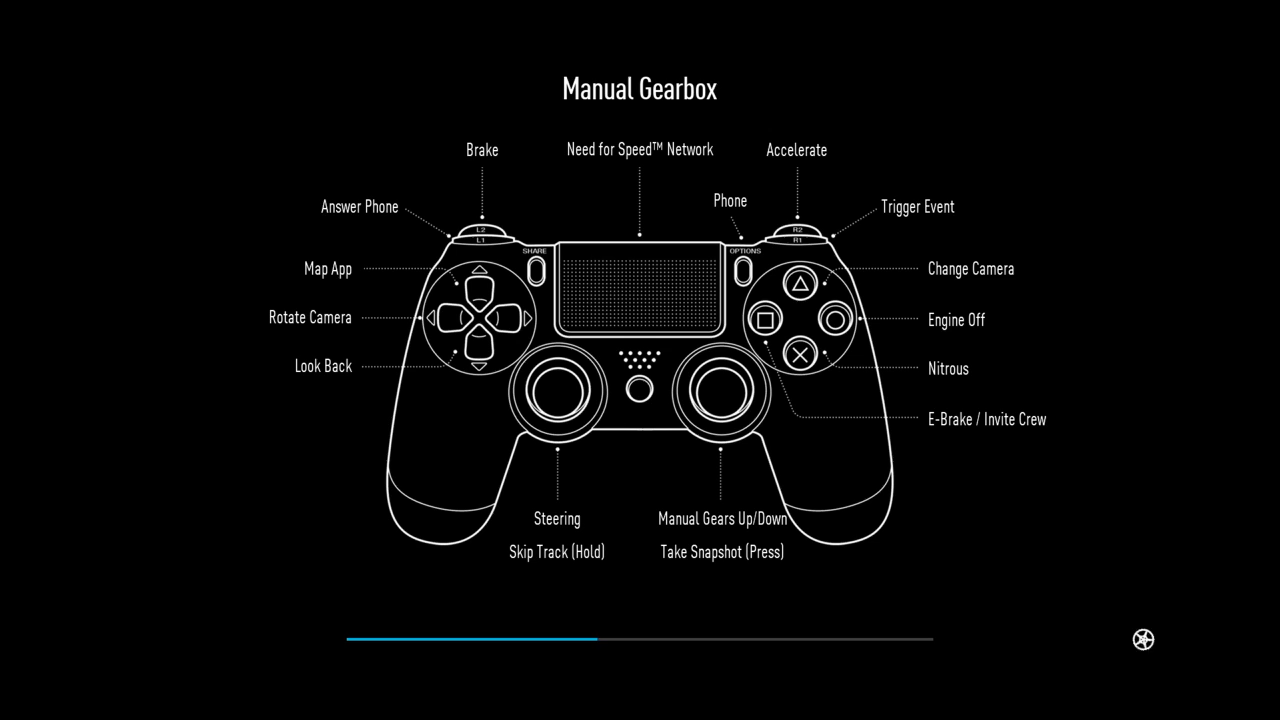 Manual Gearbox
Brake
Need for Speed™ Network
Accelerate
Answer Phone
Phone
Trigger Event
L2
L1
R2
R1
SHARE
OPTIONS
Map App
Change Camera
Rotate Camera
Engine Off
Look Back
Nitrous
E-Brake / Invite Crew
Steering
Manual Gears Up/Down
Skip Track (Hold)
Take Snapshot (Press)